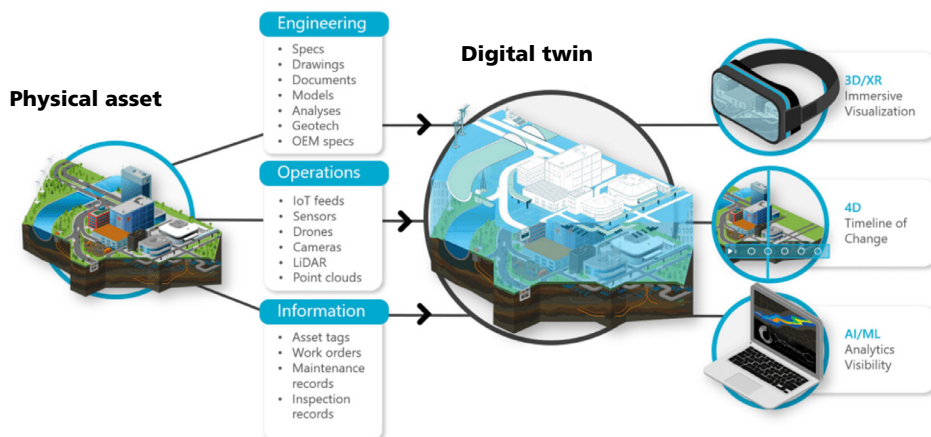 Physical asset
Engineering
• Specs
• Drawings
• Documents
• Models
• Analyses
• Geotech
• OEM specs
Operations
• IoT feeds
• Sensors
• Drones
• Cameras
• LiDAR
• Point clouds
Information
• Asset tags
• Work orders
• Maintenance
records
• Inspection
records
Digital twin
3D/XR
Immersive
Visualization
4D
Timeline of
Change
AI/ML
Analytics
Visibility